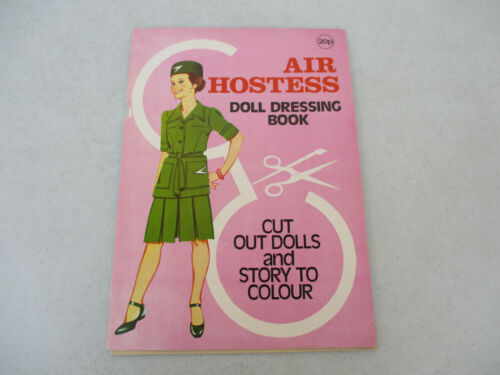 20p
AIR
HOSTESS
DOLL DRESSING
BOOK
CUT
OUT DOLLS
and
STORY TO
COLOUR